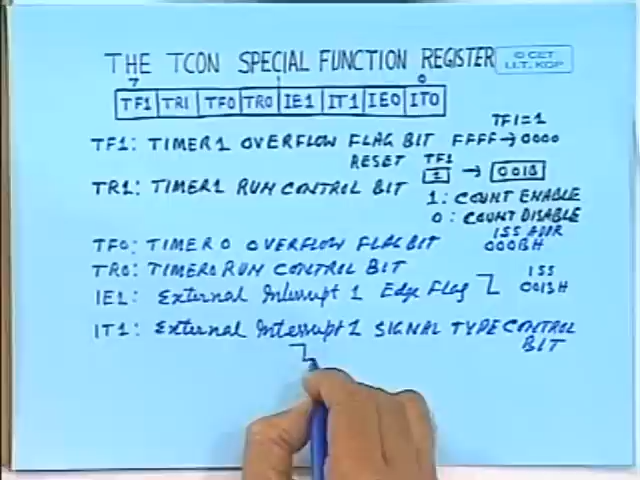 THE TCON SPECIAL FUNCTION REGISTER
© CET
I.I.T. KGP
7 0
TF1 TR1 TF0 TR0 IE1 IT1 IE0 IT0
TF1=1
TF1: TIMER1 OVERFLOW FLAG BIT FFFF → 0000
RESET TF1
1 → 001B
TR1: TIMER1 RUN CONTROL BIT
1: COUNT ENABLE
0: COUNT DISABLE
ISS ADDR
TF0: TIMER0 OVERFLOW FLAG BIT 000BH
TR0: TIMER0 RUN CONTROL BIT
ISS
IE1: External Interrupt 1 Edge Flag 0013H
IT1: External Interrupt 1 SIGNAL TYPE CONTROL
BIT